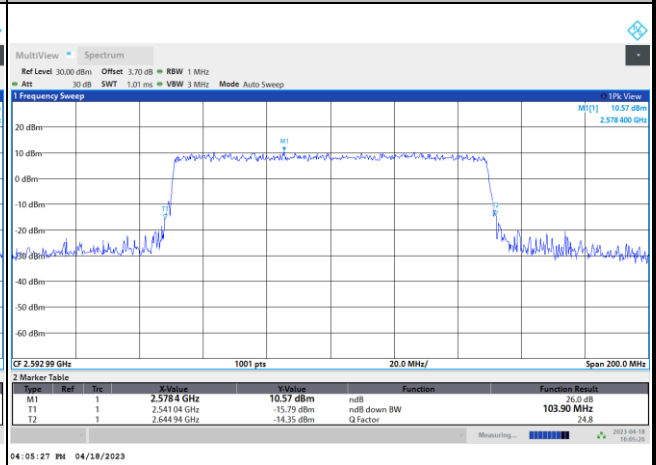 MultiView Spectrum
Ref Level 30.00 dBm Offset 3.70 dB RBW 1 MHz
Att 30 dB SWT 1.01 ms VBW 3 MHz Mode Auto Sweep
1 Frequency Sweep 1Pk View
M1[1] 10.57 dBm
2.578 400 GHz
20 dBm
M1
10 dBm
0 dBm
-10 dBm
T1 T2
-20 dBm
-30 dBm
-40 dBm
-50 dBm
-60 dBm
CF 2.592 99 GHz 1001 pts 20.0 MHz/ Span 200.0 MHz
2 Marker Table
Type Ref Trc X-Value Y-Value Function Function Result
M1 1 2.578 4 GHz 10.57 dBm ndB 26.0 dB
T1 1 2.541 04 GHz -15.79 dBm ndB down BW 103.90 MHz
T2 1 2.644 94 GHz -14.35 dBm Q Factor 24.8
Measuring... 2023-04-18
04:05:27 PM 04/18/2023